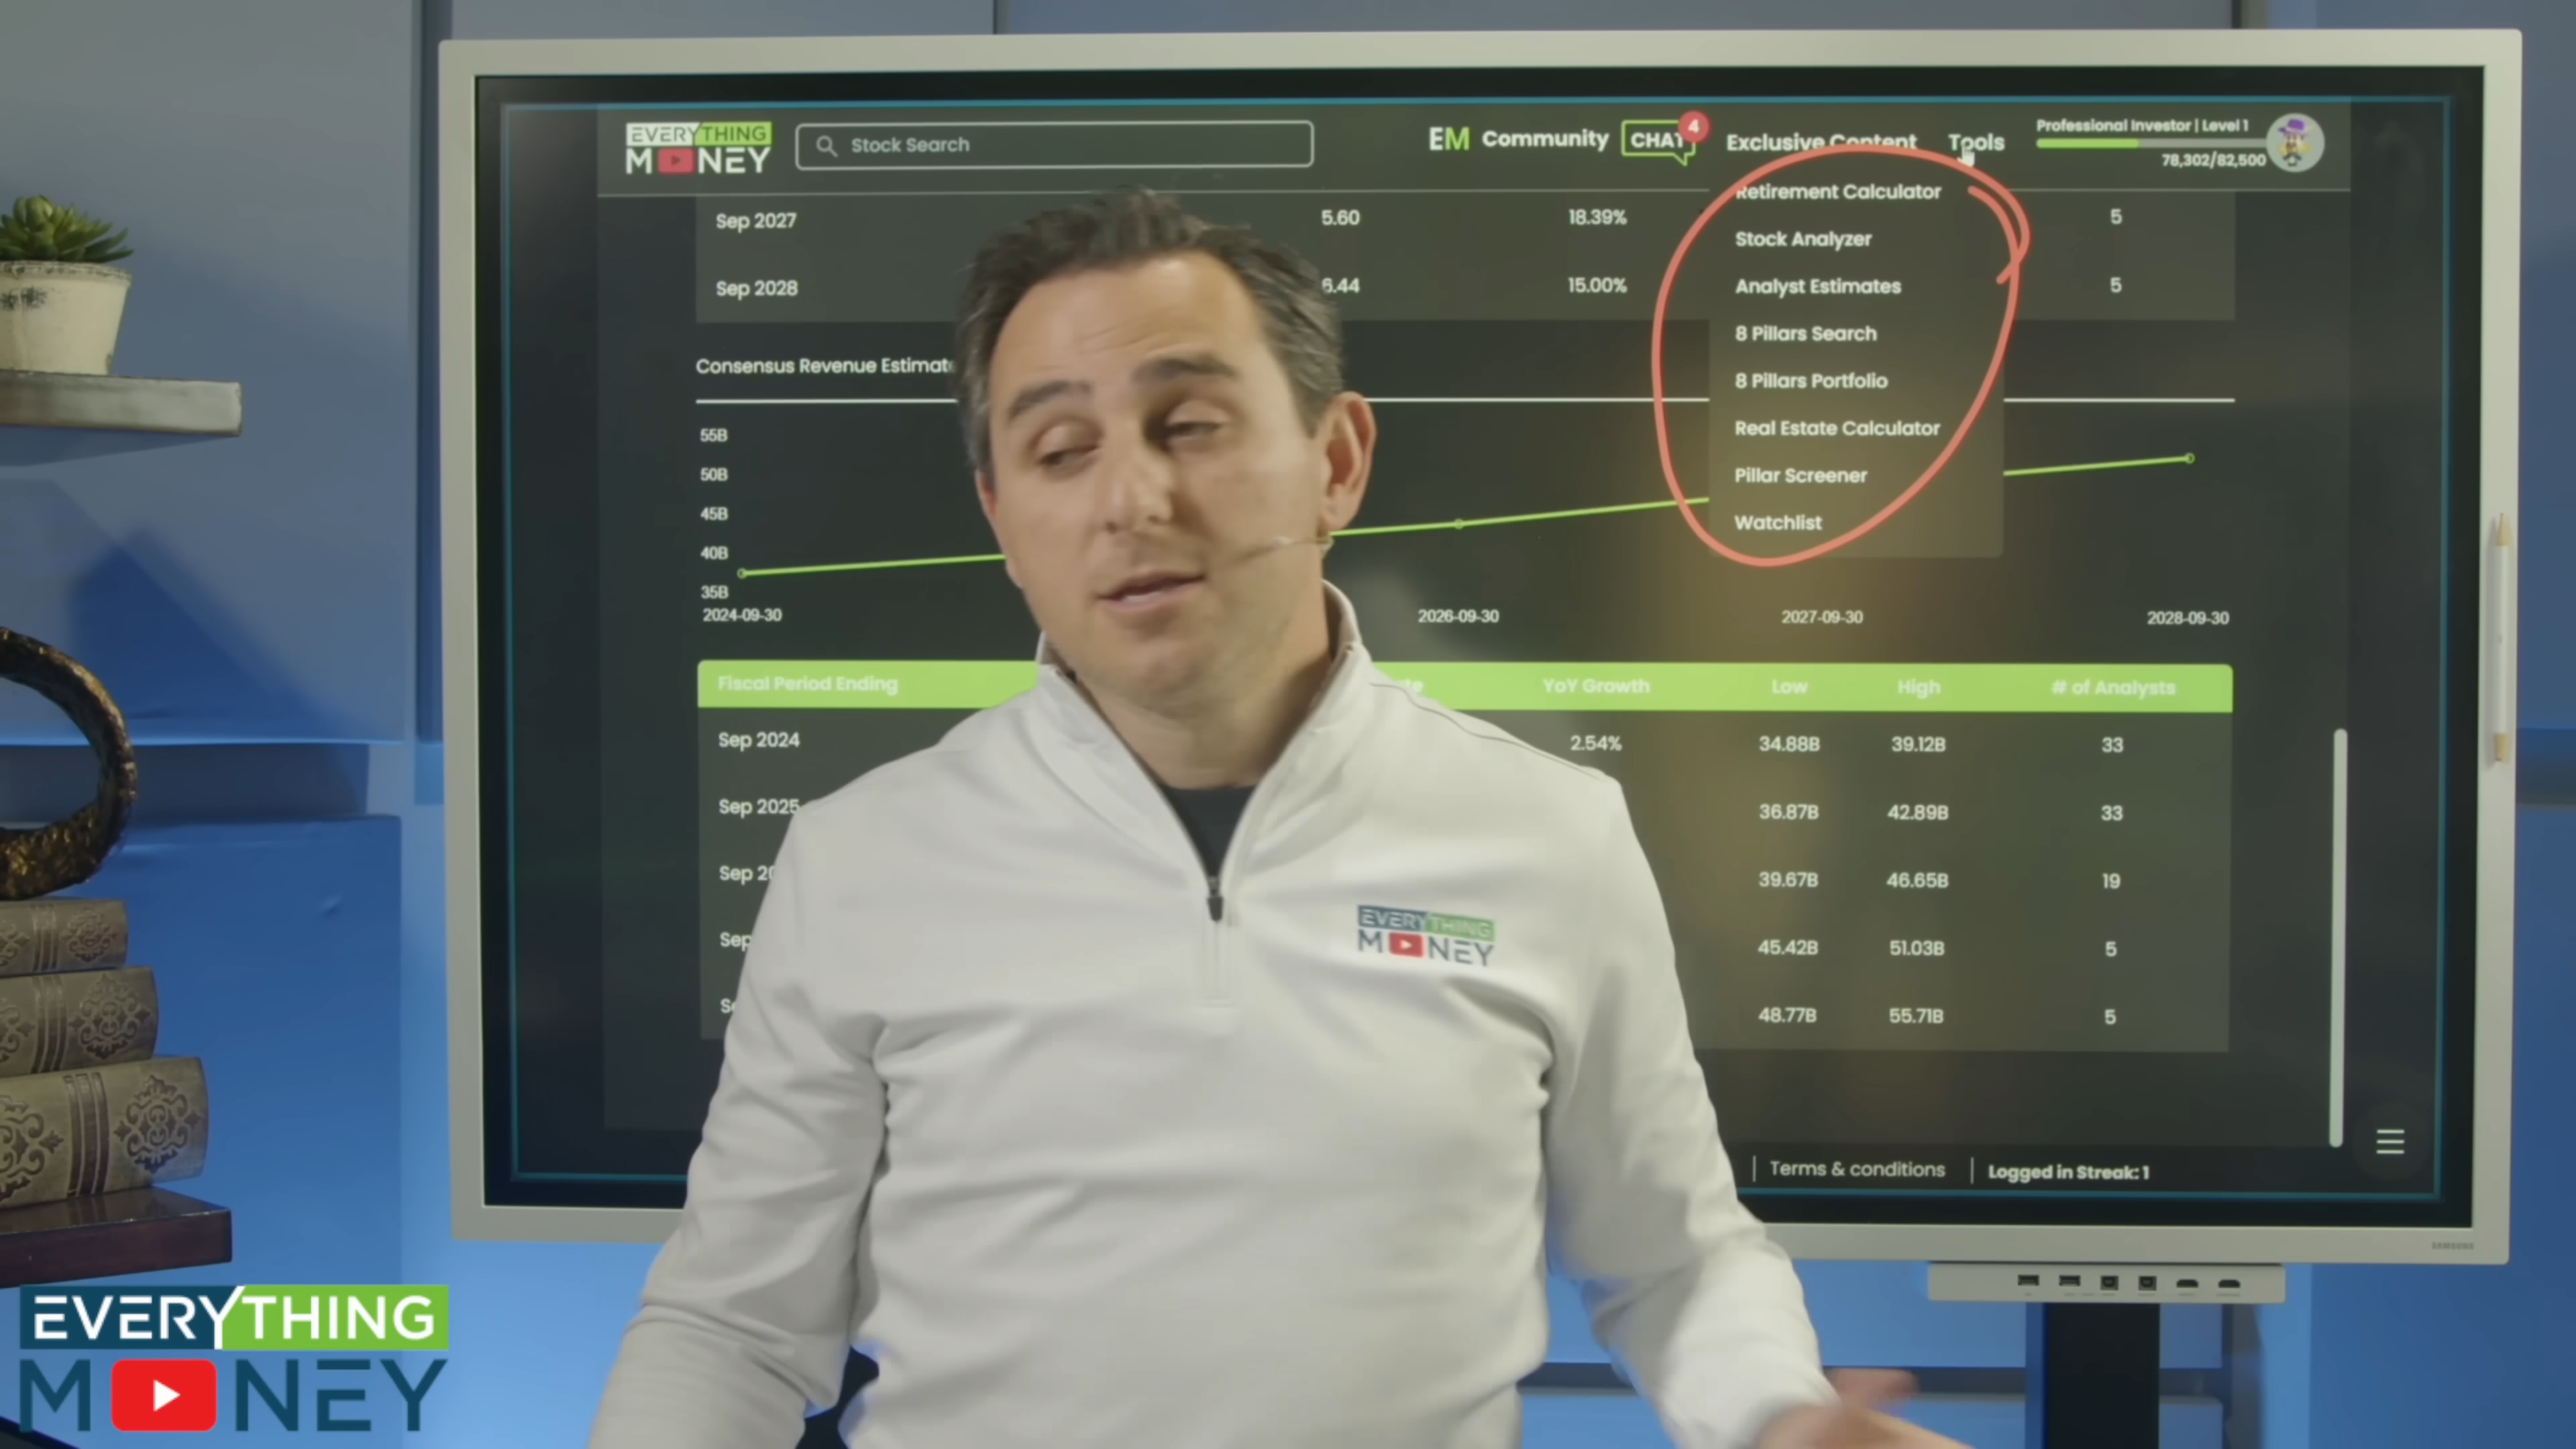 EVERYTHING
MONEY
Stock Search
EM Community
CHAT
4
Exclusive Content
Tools
Professional Investor | Level 1
78,302/82,500
Retirement Calculator
Stock Analyzer
Analyst Estimates
8 Pillars Search
8 Pillars Portfolio
Real Estate Calculator
Pillar Screener
Watchlist
Sep 2027 5.60 18.39% 5
Sep 2028 6.44 15.00% 5
Consensus Revenue Estimate
55B
50B
45B
40B
35B
2024-09-30 2026-09-30 2027-09-30 2028-09-30
Fiscal Period Ending YoY Growth Low High # of Analysts
Sep 2024 2.54% 34.88B 39.12B 33
Sep 2025 36.87B 42.89B 33
Sep 20 39.67B 46.65B 19
Sep 45.42B 51.03B 5
48.77B 55.71B 5
Terms & conditions
Logged in Streak: 1
SAMSUNG
EVERYTHING
MONEY
EVERYTHING
MONEY